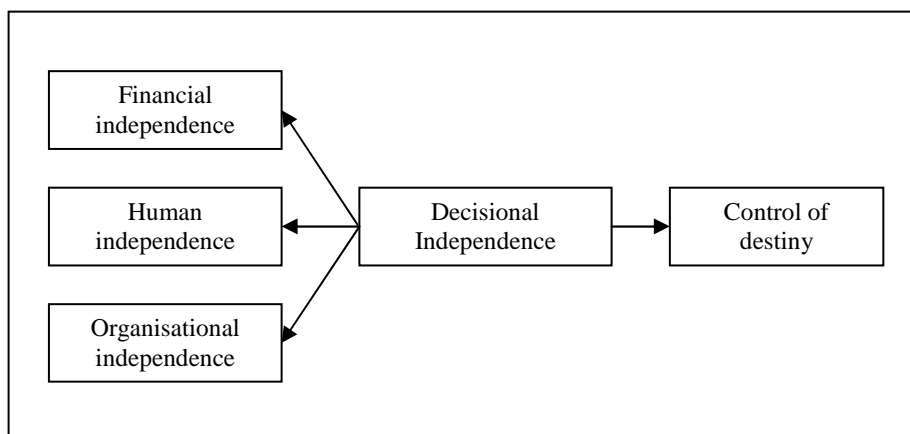 Financial
independence
Human
independence
Decisional
Independence
Control of
destiny
Organisational
independence